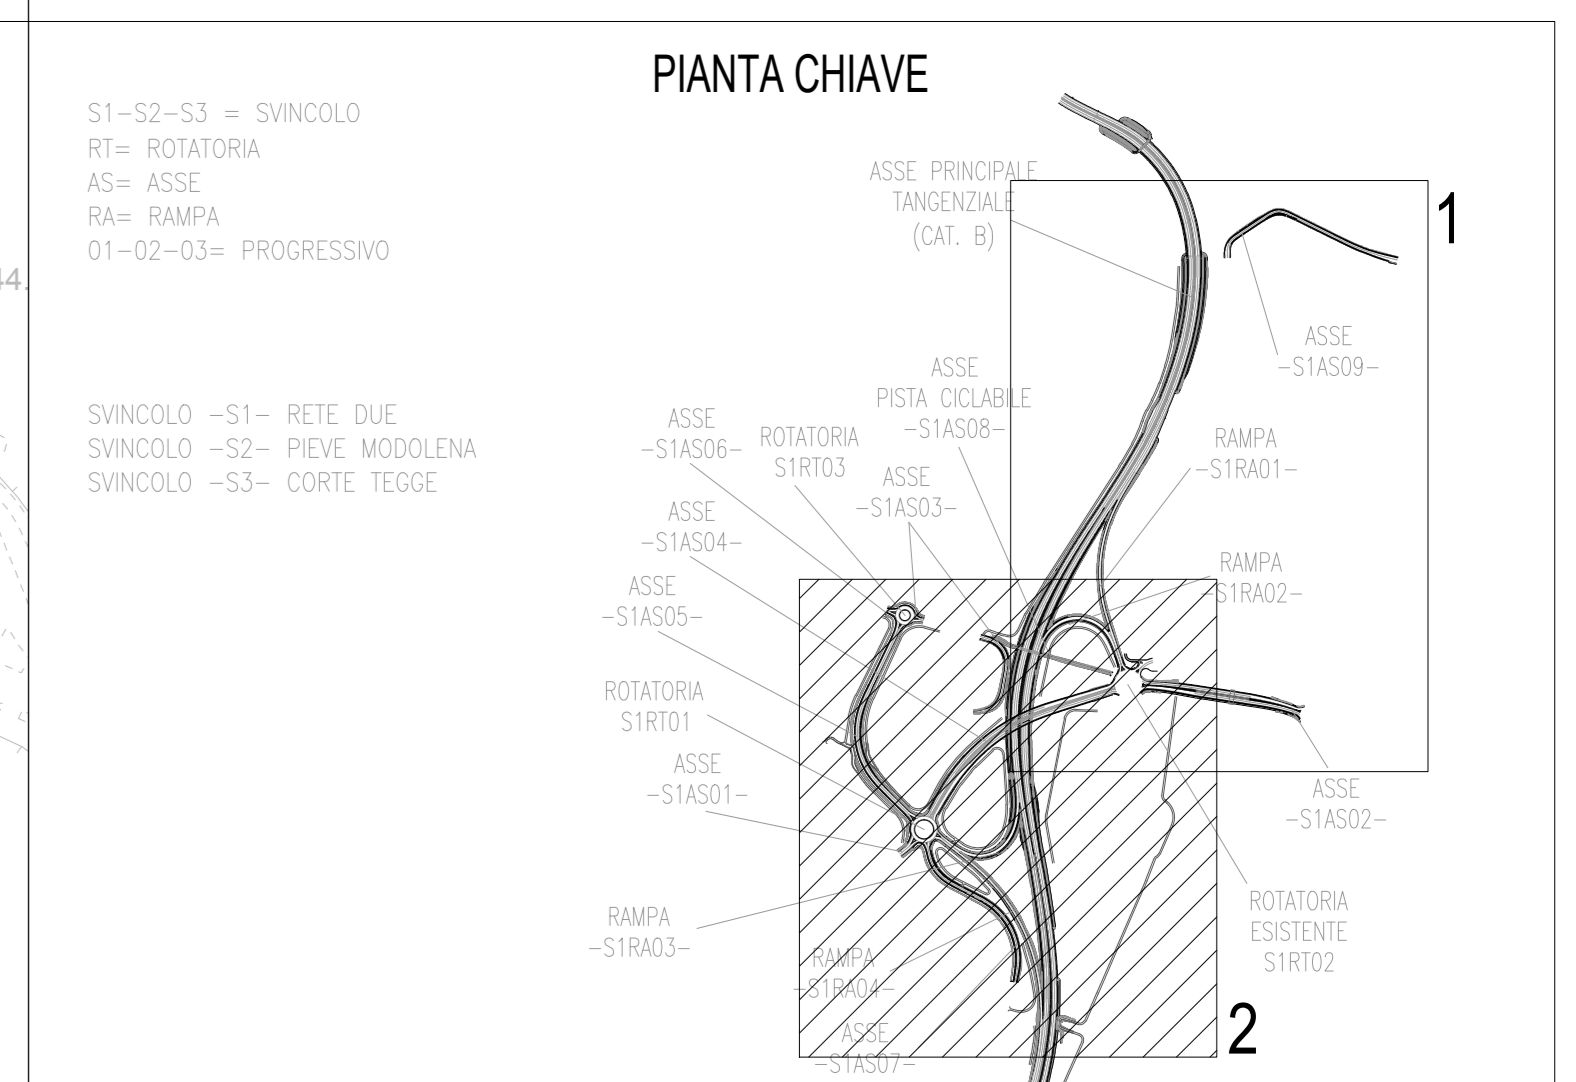 PIANTA CHIAVE
S1-S2-S3 = SVINCOLO
RT= ROTATORIA
AS= ASSE
RA= RAMPA
01-02-03= PROGRESSIVO
44.
SVINCOLO -S1- RETE DUE
SVINCOLO -S2- PIEVE MODOLENA
SVINCOLO -S3- CORTE TEGGE
ASSE PRINCIPALE
TANGENZIALE
(CAT. B)
1
ASSE
-S1AS09-
ASSE
PISTA CICLABILE
-S1AS08-
ASSE
-S1AS06-
ROTATORIA
S1RT03
ASSE
-S1AS03-
RAMPA
-S1RA01-
ASSE
-S1AS04-
RAMPA
-S1RA02-
ASSE
-S1AS05-
ROTATORIA
S1RT01
ASSE
-S1AS01-
ASSE
-S1AS02-
RAMPA
-S1RA03-
ROTATORIA
ESISTENTE
S1RT02
RAMPA
-S1RA04-
ASSE
-S1AS07-
2